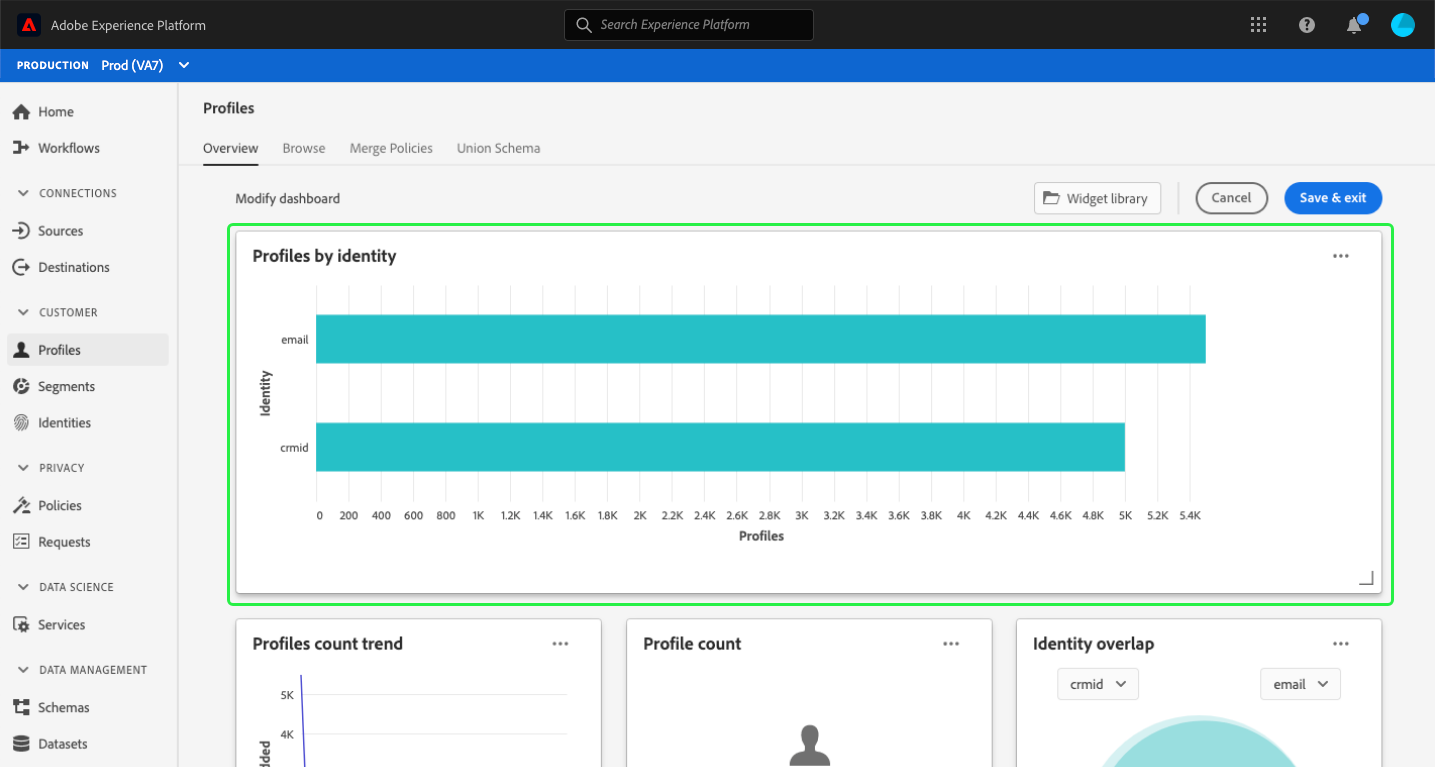 Adobe Experience Platform
Search Experience Platform
PRODUCTION Prod (VA7)
Home
Workflows
CONNECTIONS
Sources
Destinations
CUSTOMER
Profiles
Segments
Identities
PRIVACY
Policies
Requests
DATA SCIENCE
Services
DATA MANAGEMENT
Schemas
Datasets
Profiles
Overview Browse Merge Policies Union Schema
Modify dashboard Widget library Cancel Save & exit
Profiles by identity
email
Identity
crmid
0 200 400 600 800 1K 1.2K 1.4K 1.6K 1.8K 2K 2.2K 2.4K 2.6K 2.8K 3K 3.2K 3.4K 3.6K 3.8K 4K 4.2K 4.4K 4.6K 4.8K 5K 5.2K 5.4K
Profiles
Profiles count trend
5K
4K
dded
Profile count
Identity overlap
crmid email